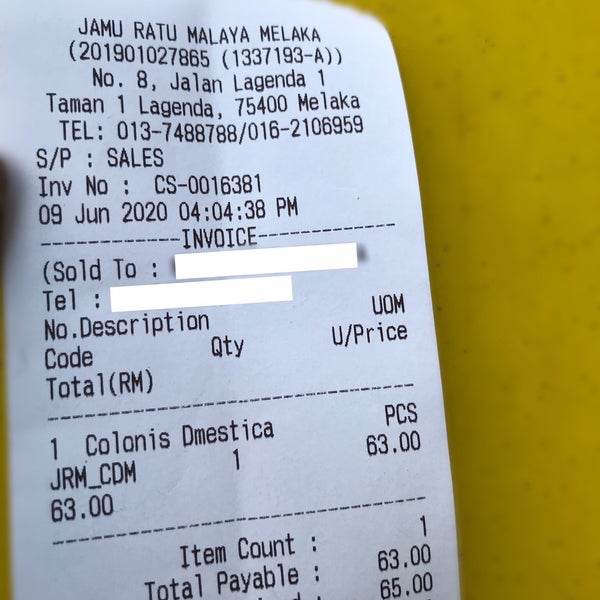 JAMU RATU MALAYA MELAKA
(201901027865 (1337193-A))
No. 8, Jalan Lagenda 1
Taman 1 Lagenda, 75400 Melaka
TEL: 013-7488788/016-2106959
S/P : SALES
Inv No : CS-0016381
09 Jun 2020 04:04:38 PM
------------INVOICE------------
(Sold To :
Tel :
No.Description UOM
Code Qty U/Price
Total(RM)
1 Colonis Dmestica PCS
JRM_CDM 1 63.00
63.00
Item Count : 1
Total Payable : 63.00
65.00